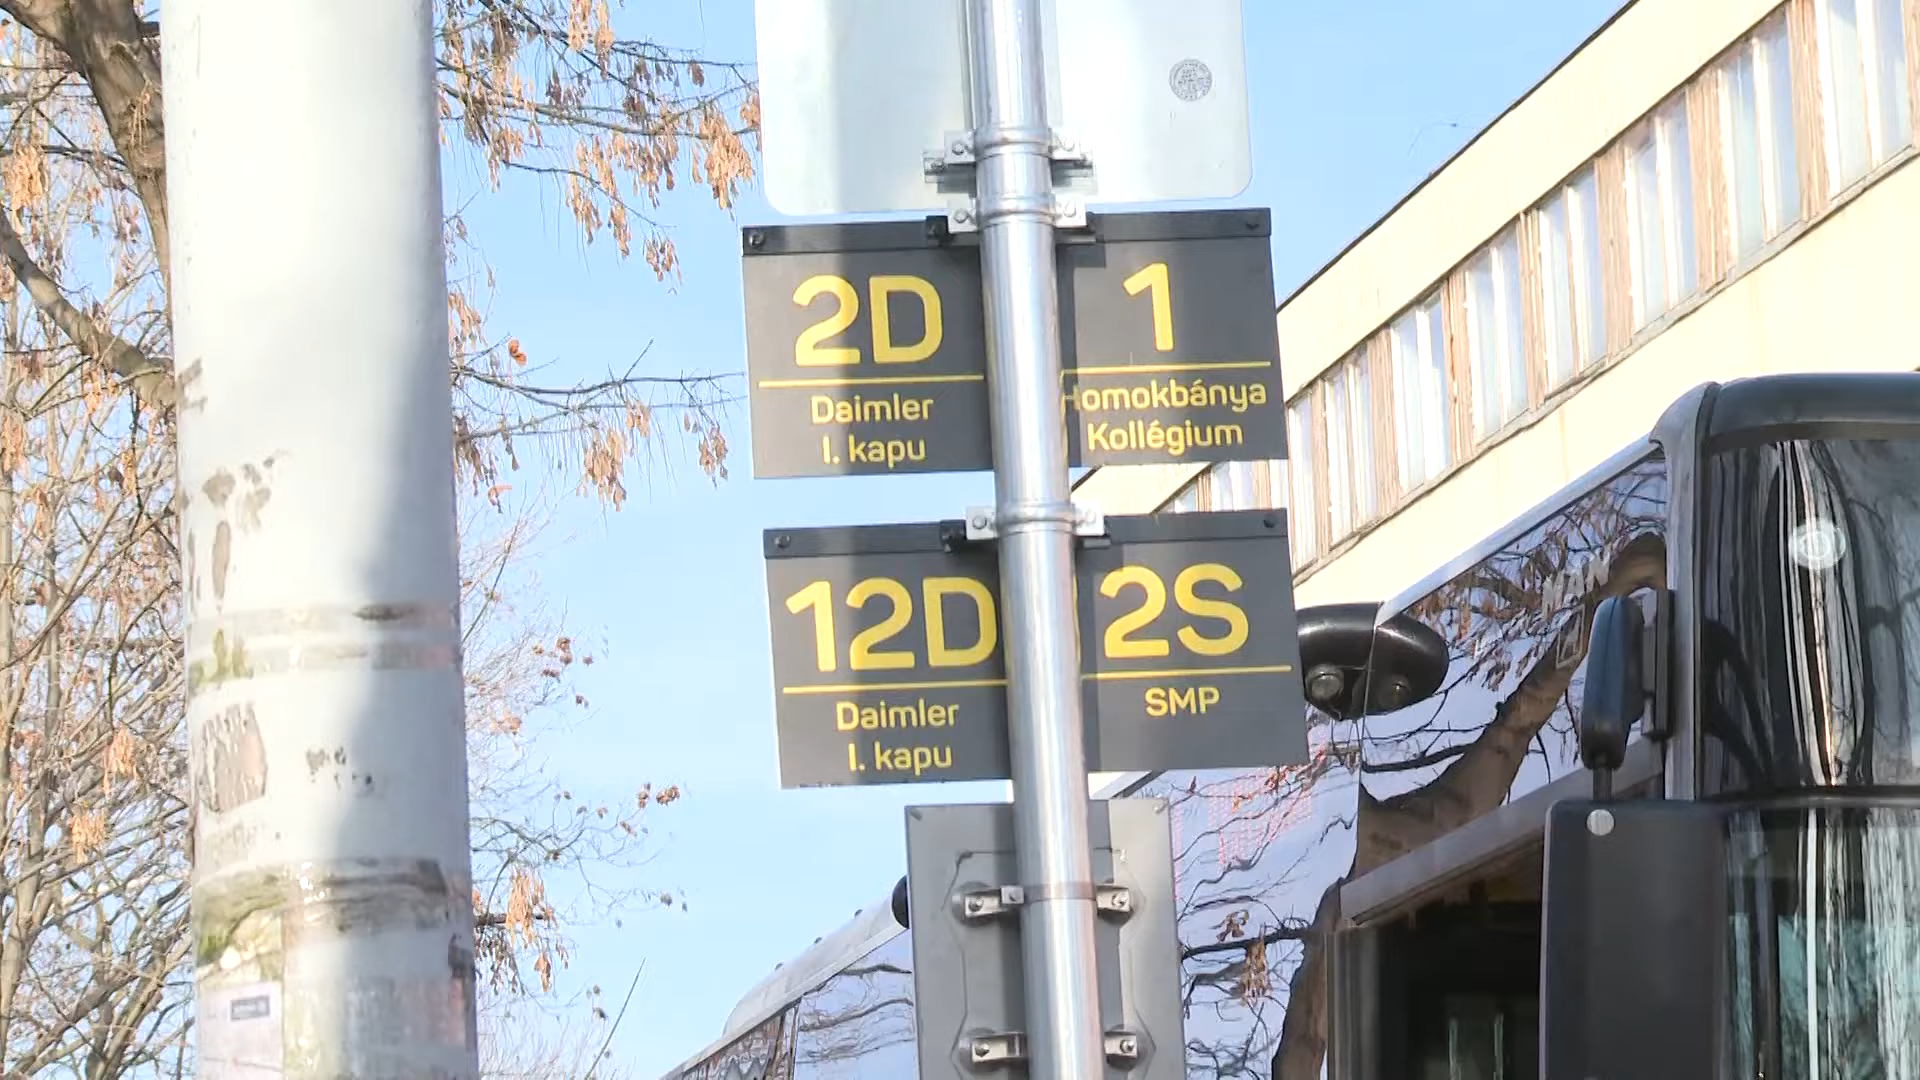 2D
Daimler
I. kapu
1
Homokbánya
Kollégium
12D
Daimler
I. kapu
2S
SMP
MAN